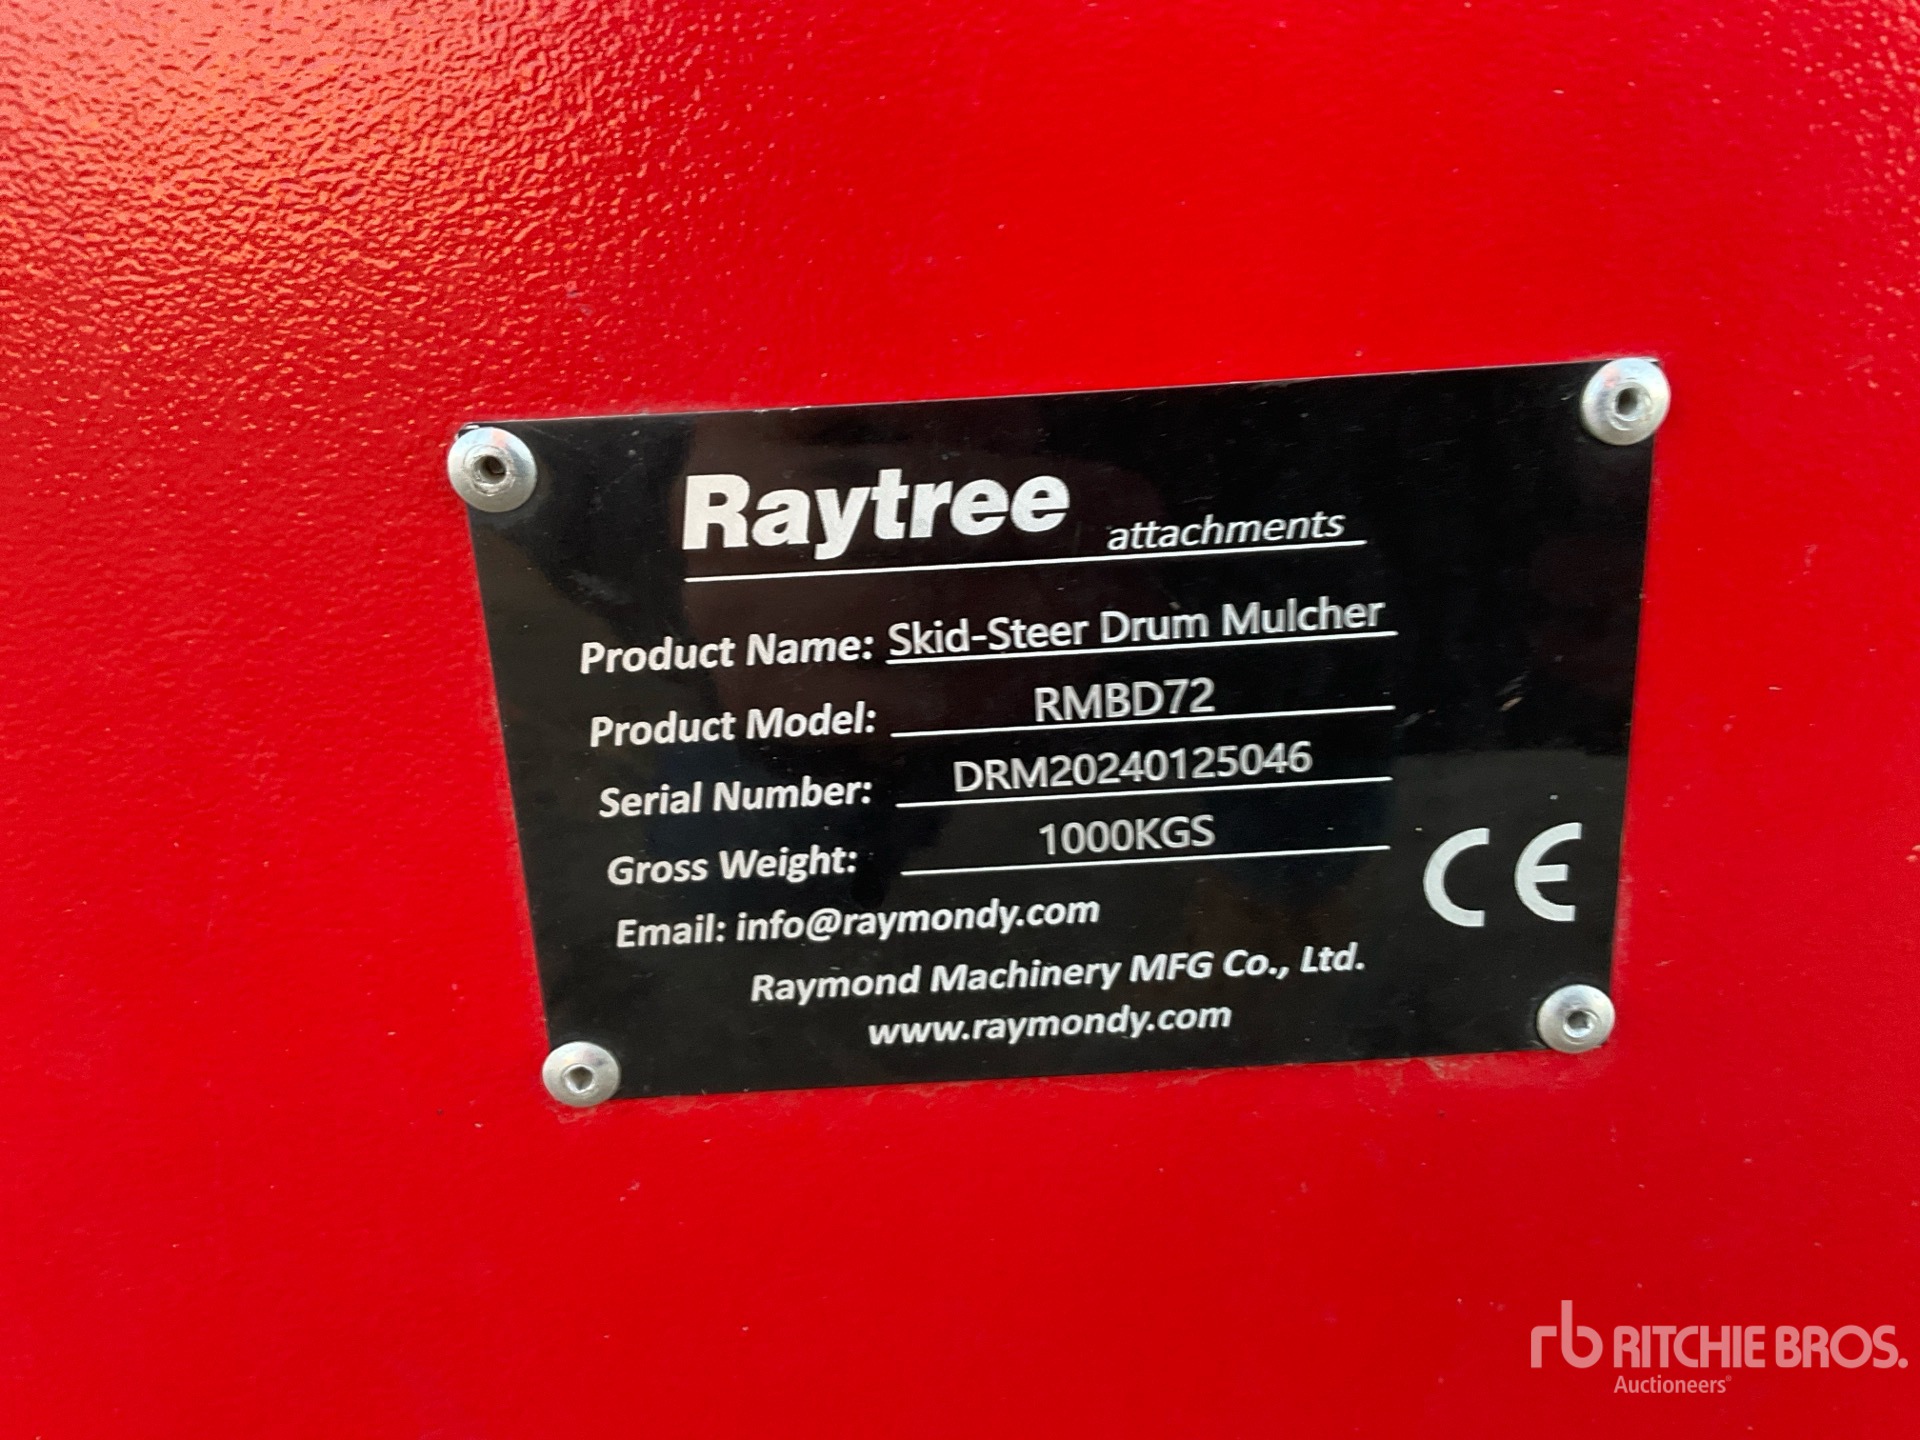 Raytree attachments
Product Name: Skid-Steer Drum Mulcher
Product Model: RMBD72
Serial Number: DRM20240125046
Gross Weight: 1000KGS
Email: info@raymondy.com
Raymond Machinery MFG Co., Ltd.
www.raymondy.com
CE
rb RITCHIE BROS.
Auctioneers®